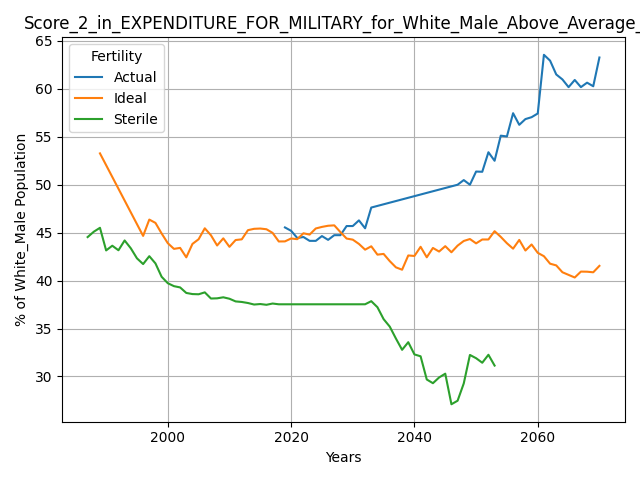 Score_2_in_EXPENDITURE_FOR_MILITARY_for_White_Male_Above_Average_
65
60
55
50
45
40
35
30
% of White_Male Population
Fertility
Actual
Ideal
Sterile
2000 2020 2040 2060
Years